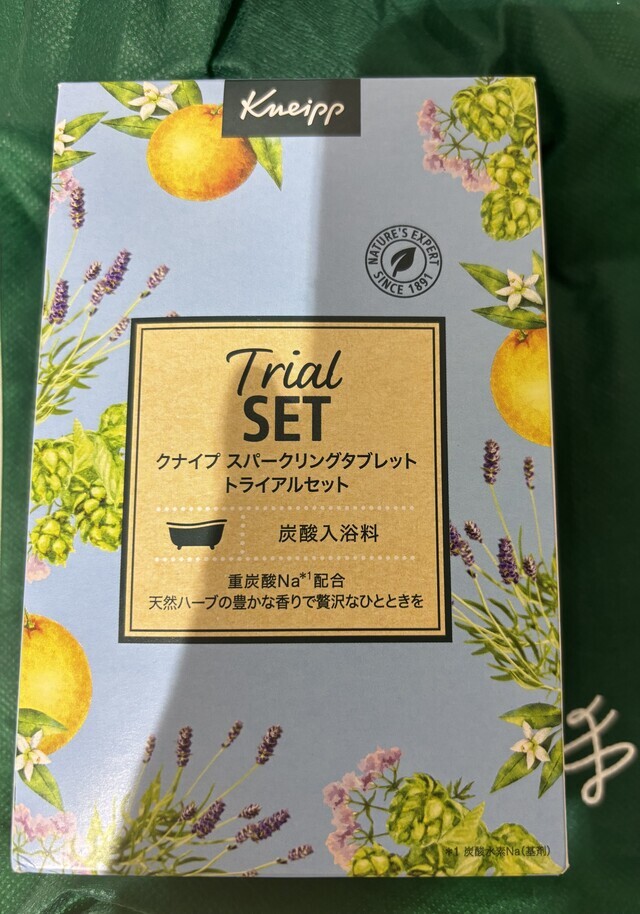 Kneipp
NATURE'S EXPERT
SINCE 1891
Trial
SET
クナイプ スパークリングタブレット
トライアルセット
炭酸入浴料
重炭酸Na*1配合
天然ハーブの豊かな香りで贅沢なひとときを
*1 炭酸水素Na(基剤)